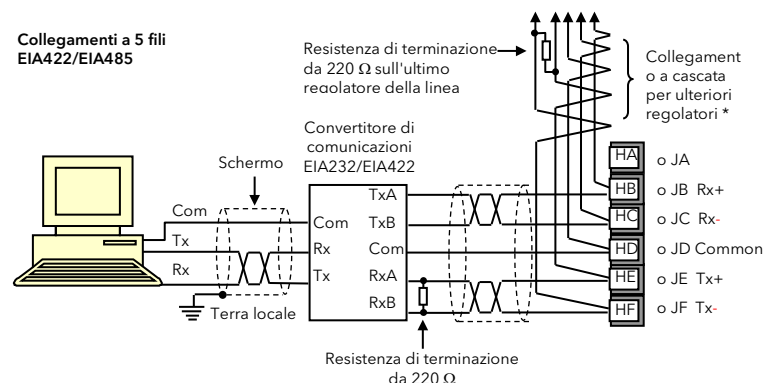 Collegamenti a 5 fili
EIA422/EIA485
Resistenza di terminazione
da 220 Ω sull'ultimo
regolatore della linea
Collegament
o a cascata
per ulteriori
regolatori *
Convertitore di
comunicazioni
EIA232/EIA422
Schermo
Com
Tx
Rx
Terra locale
Com
Rx
Tx
TxA
TxB
Com
RxA
RxB
HA o JA
HB o JB Rx+
HC o JC Rx-
HD o JD Common
HE o JE Tx+
HF o JF Tx-
Resistenza di terminazione
da 220 Ω